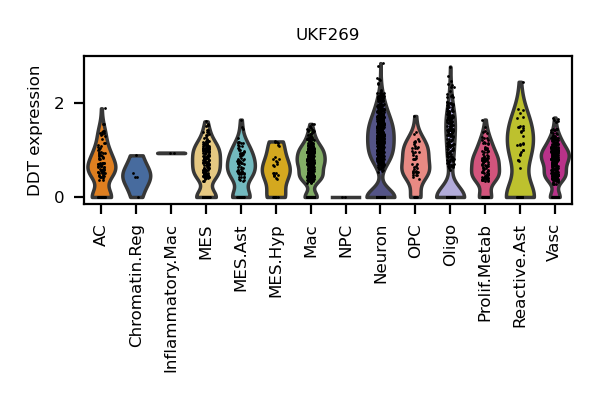 UKF269
DDT expression
2
0
AC
Chromatin.Reg
Inflammatory.Mac
MES
MES.Ast
MES.Hyp
Mac
NPC
Neuron
OPC
Oligo
Prolif.Metab
Reactive.Ast
Vasc